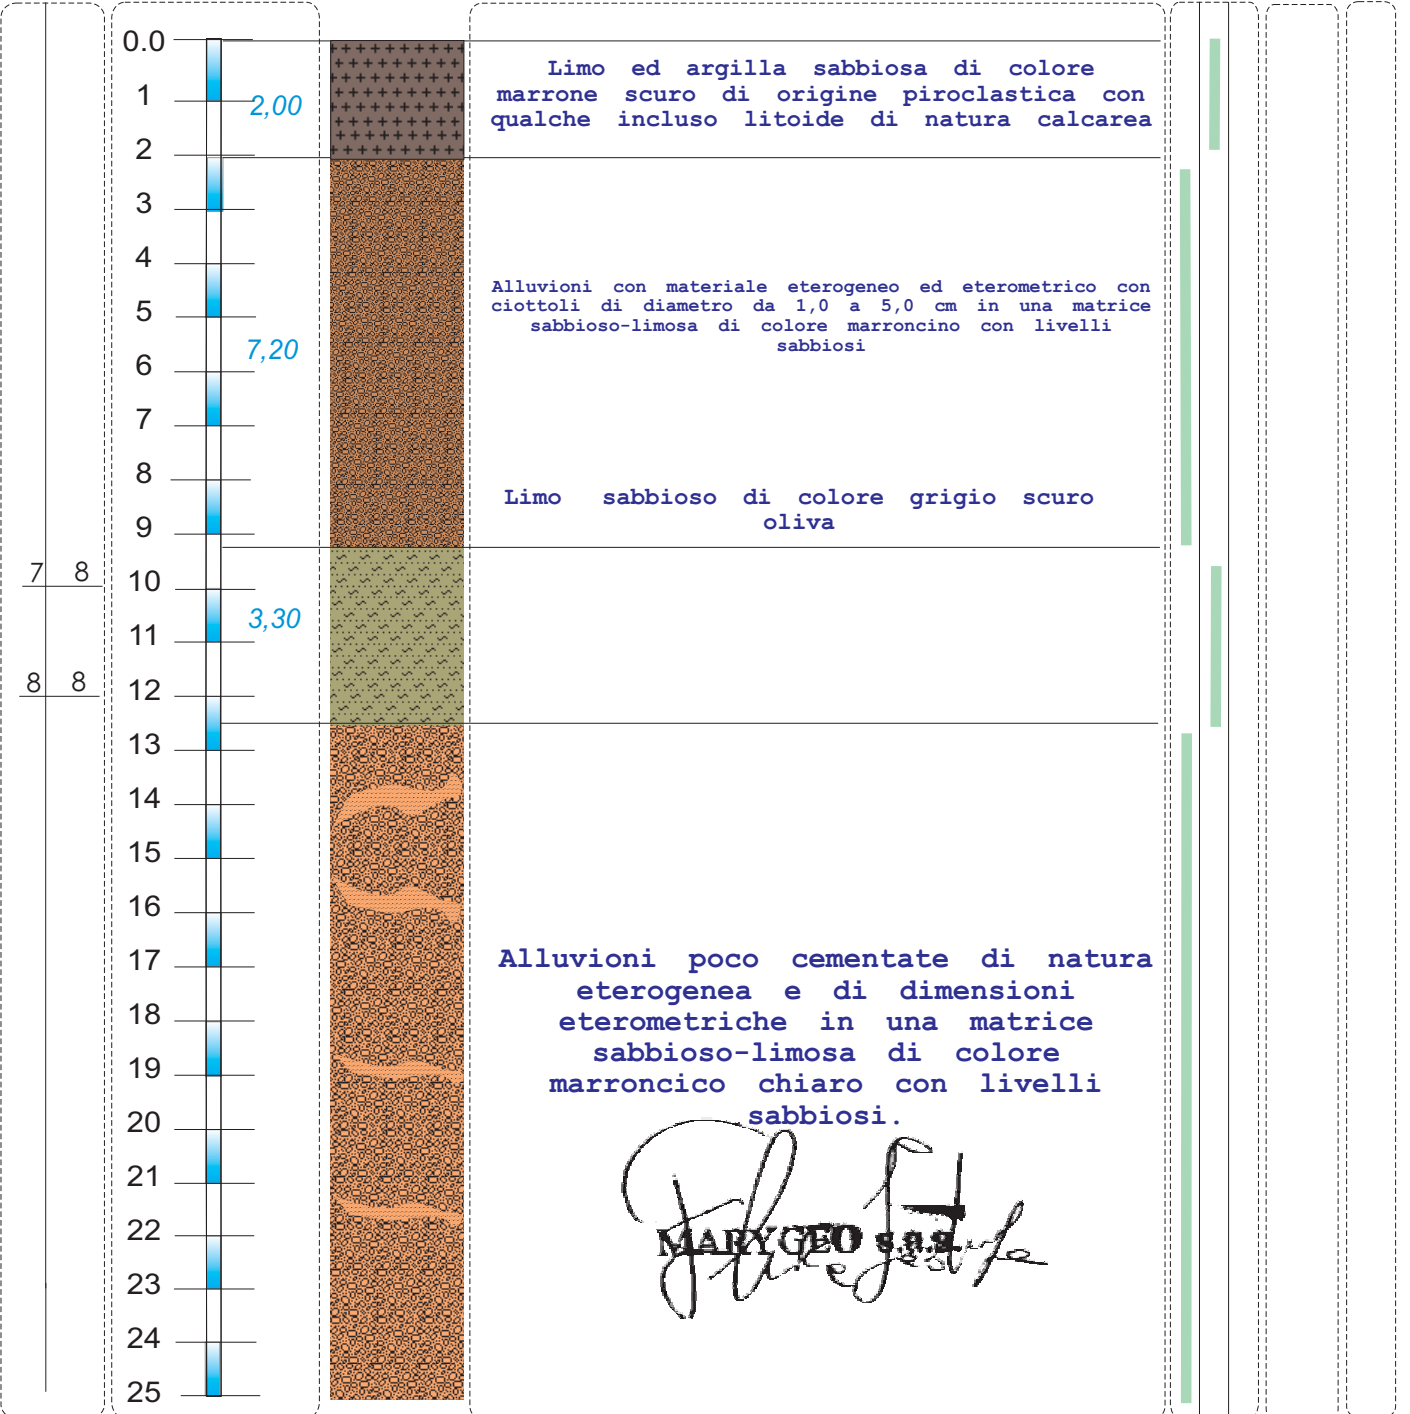 0.0
1
2,00
2
3
4
5
7,20
6
7
8
9
7 8
10
3,30
11
8 8
12
13
14
15
16
17
18
19
20
21
22
23
24
25
Limo ed argilla sabbiosa di colore
marrone scuro di origine piroclastica con
qualche incluso litoide di natura calcarea
Alluvioni con materiale eterogeneo ed eterometrico con
ciottoli di diametro da 1,0 a 5,0 cm in una matrice
sabbioso-limosa di colore marroncino con livelli
sabbiosi
Limo sabbioso di colore grigio scuro
oliva
Alluvioni poco cementate di natura
eterogenea e di dimensioni
eterometriche in una matrice
sabbioso-limosa di colore
marroncico chiaro con livelli
sabbiosi.
MARYGEO